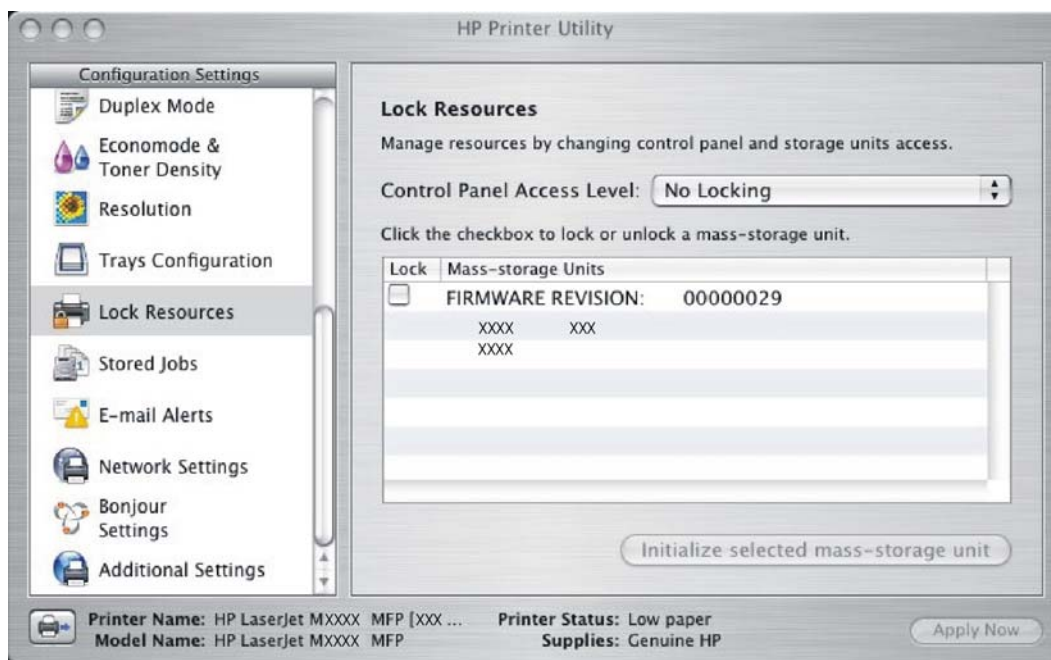 HP Printer Utility
Configuration Settings
Duplex Mode
Economode &
Toner Density
Resolution
Trays Configuration
Lock Resources
Stored Jobs
E-mail Alerts
Network Settings
Bonjour
Settings
Additional Settings
Lock Resources
Manage resources by changing control panel and storage units access.
Control Panel Access Level: No Locking
Click the checkbox to lock or unlock a mass-storage unit.
Lock Mass-storage Units
FIRMWARE REVISION: 00000029
XXXX XXX
XXXX
Initialize selected mass-storage unit
Printer Name: HP LaserJet MXXXX MFP [XXX ... Printer Status: Low paper
Model Name: HP LaserJet MXXXX MFP Supplies: Genuine HP
Apply Now